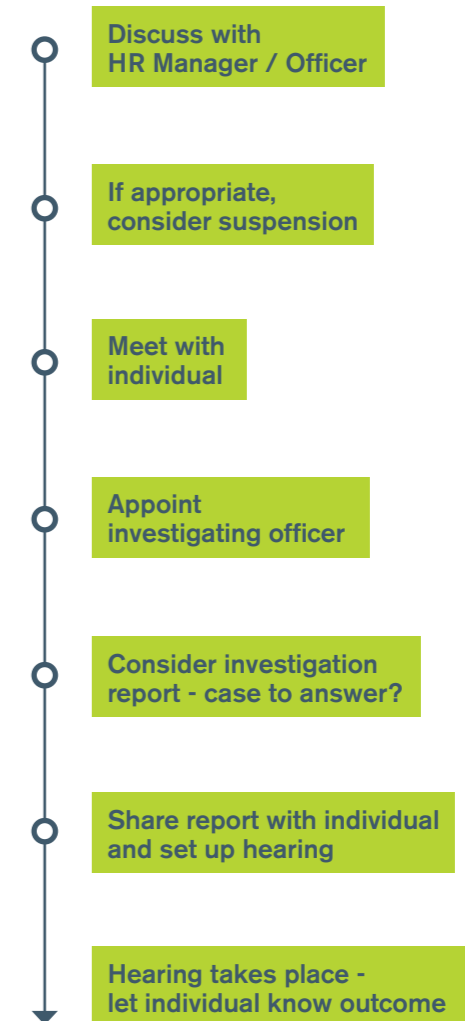 Discuss with
HR Manager / Officer
If appropriate,
consider suspension
Meet with
individual
Appoint
investigating officer
Consider investigation
report - case to answer?
Share report with individual
and set up hearing
Hearing takes place -
let individual know outcome